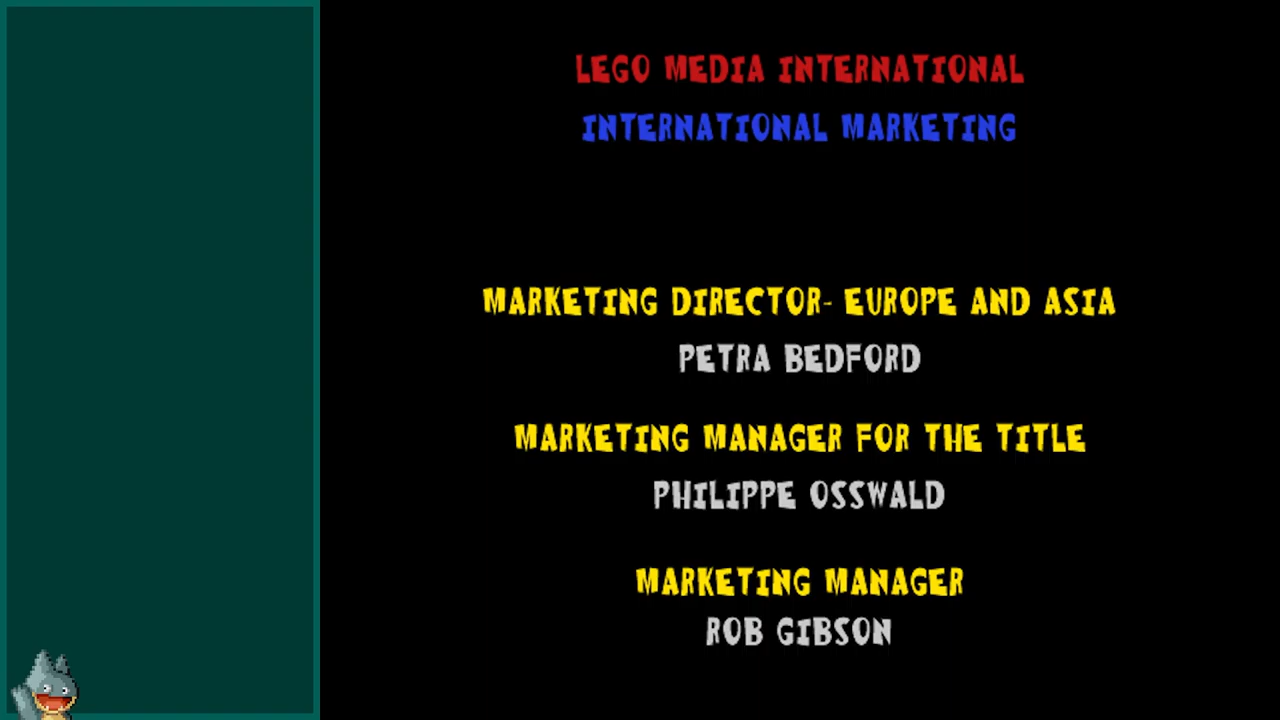 LEGO MEDIA INTERNATIONAL
INTERNATIONAL MARKETING
MARKETING DIRECTOR- EUROPE AND ASIA
PETRA BEDFORD
MARKETING MANAGER FOR THE TITLE
PHILIPPE OSSWALD
MARKETING MANAGER
ROB GIBSON